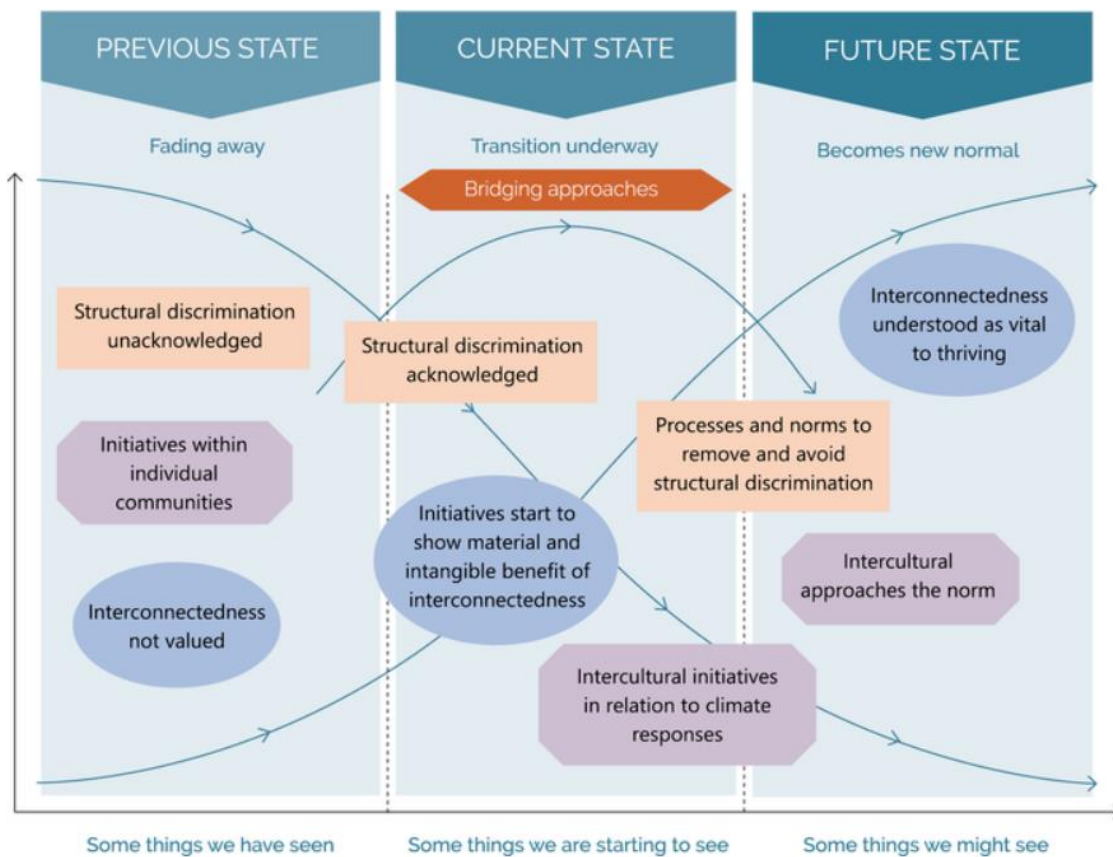 PREVIOUS STATE
CURRENT STATE
FUTURE STATE
Fading away
Transition underway
Becomes new normal
Bridging approaches
Structural discrimination
unacknowledged
Initiatives within
individual
communities
Interconnectedness
not valued
Structural discrimination
acknowledged
Initiatives start to
show material and
intangible benefit of
interconnectedness
Intercultural initiatives
in relation to climate
responses
Interconnectedness
understood as vital
to thriving
Processes and norms to
remove and avoid
structural discrimination
Intercultural
approaches the norm
Some things we have seen
Some things we are starting to see
Some things we might see